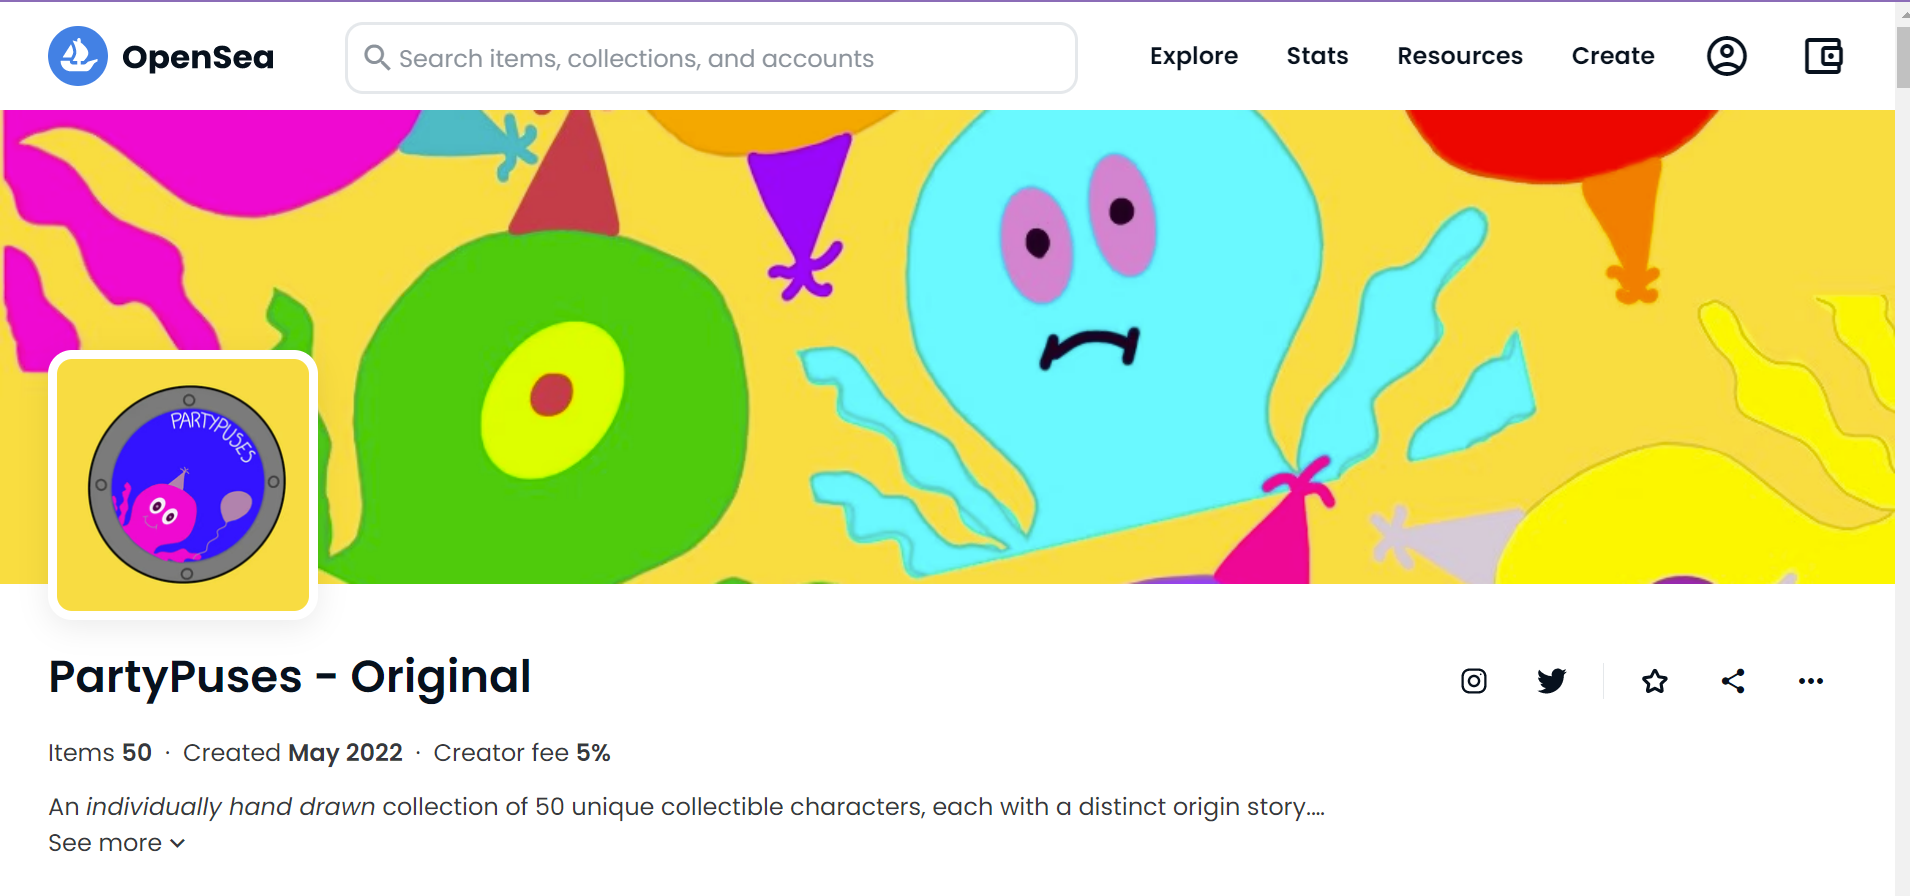 OpenSea
Search items, collections, and accounts
Explore
Stats
Resources
Create
PARTYPUSES
PartyPuses - Original
Items 50 · Created May 2022 · Creator fee 5%
An individually hand drawn collection of 50 unique collectible characters, each with a distinct origin story....
See more